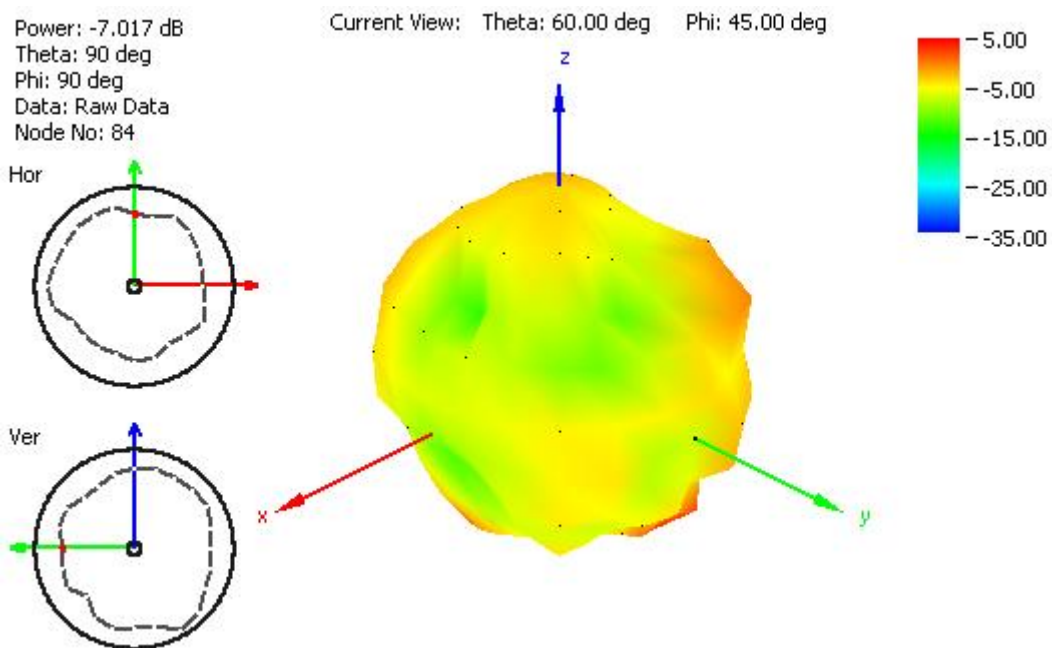 Power: -7.017 dB
Theta: 90 deg
Phi: 90 deg
Data: Raw Data
Node No: 84
Current View: Theta: 60.00 deg Phi: 45.00 deg
z
5.00
-5.00
-15.00
-25.00
-35.00
Hor
Ver
x
y